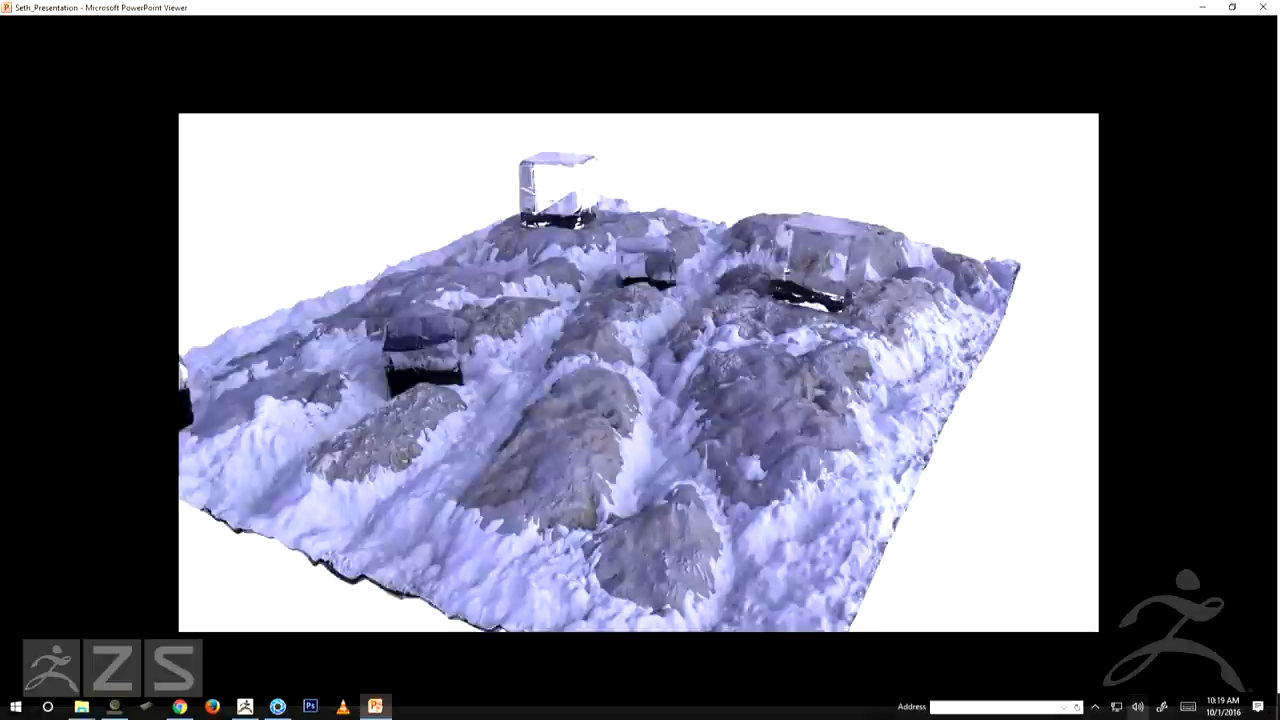 Seth_Presentation - Microsoft PowerPoint Viewer
Z S
Address
10:19 AM
10/1/2016